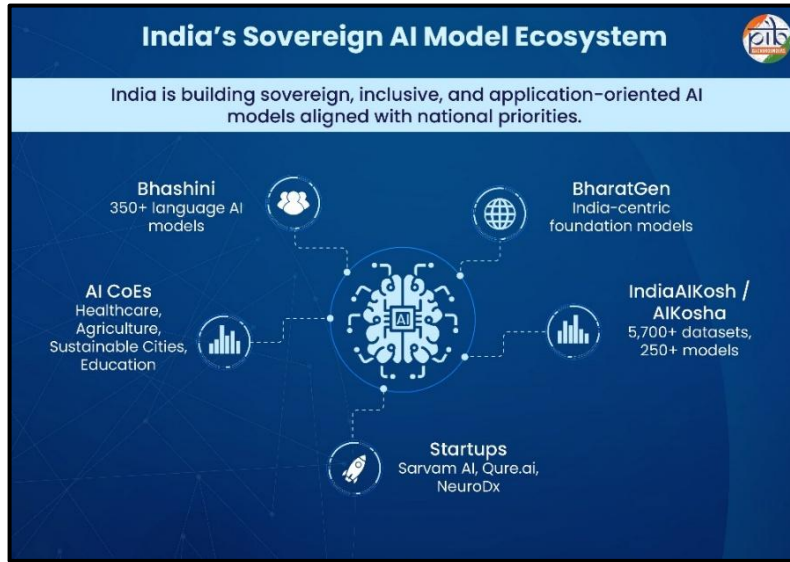 India's Sovereign AI Model Ecosystem
pib
BACKGROUNDERS
India is building sovereign, inclusive, and application-oriented AI
models aligned with national priorities.
Bhashini
350+ language AI
models
BharatGen
India-centric
foundation models
AI CoEs
Healthcare,
Agriculture,
Sustainable Cities,
Education
AI
IndiaAIKosh /
AIKosha
5,700+ datasets,
250+ models
Startups
Sarvam AI, Qure.ai,
NeuroDx